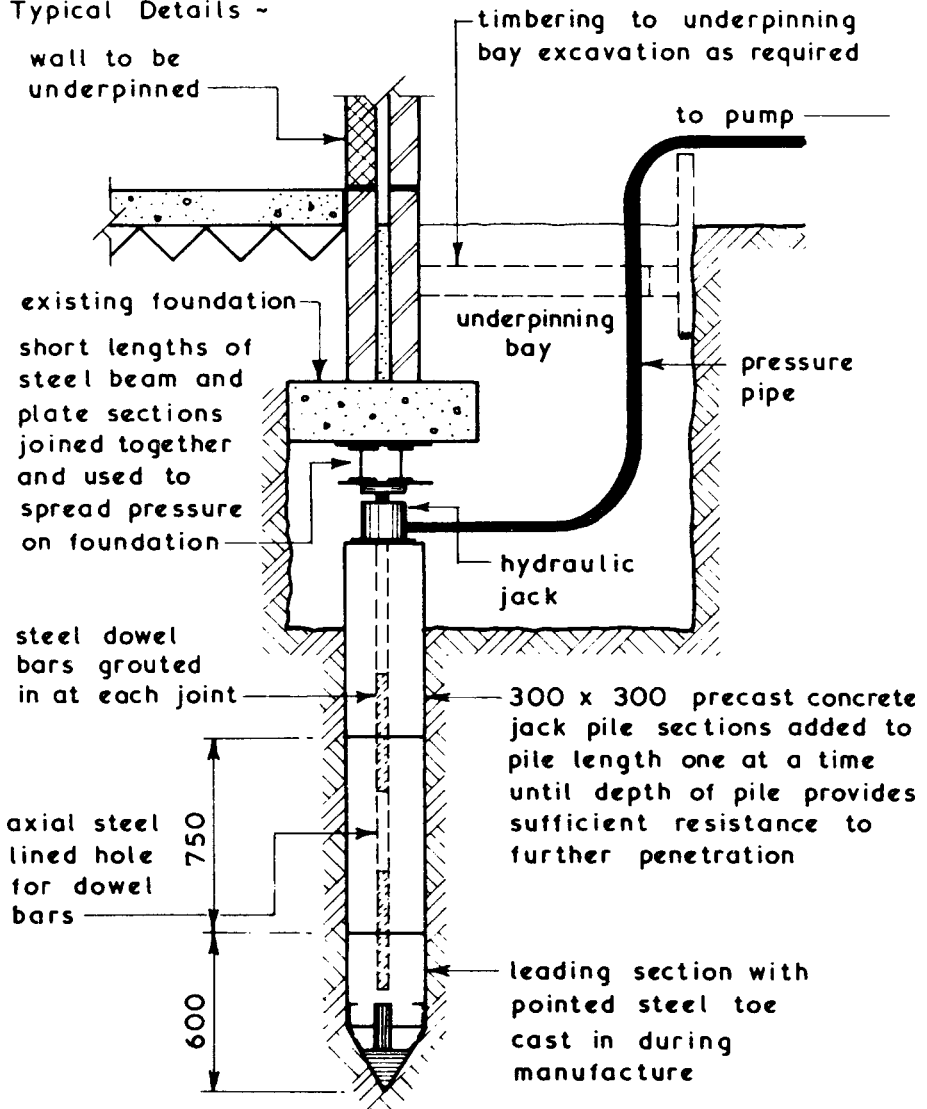 Typical Details ~
wall to be
underpinned
timbering to underpinning
bay excavation as required
to pump
existing foundation
underpinning
bay
short lengths of
steel beam and
plate sections
joined together
and used to
spread pressure
on foundation
pressure
pipe
hydraulic
jack
steel dowel
bars grouted
in at each joint
300 x 300 precast concrete
jack pile sections added to
pile length one at a time
until depth of pile provides
sufficient resistance to
further penetration
axial steel
lined hole
for dowel
bars
750
600
leading section with
pointed steel toe
cast in during
manufacture